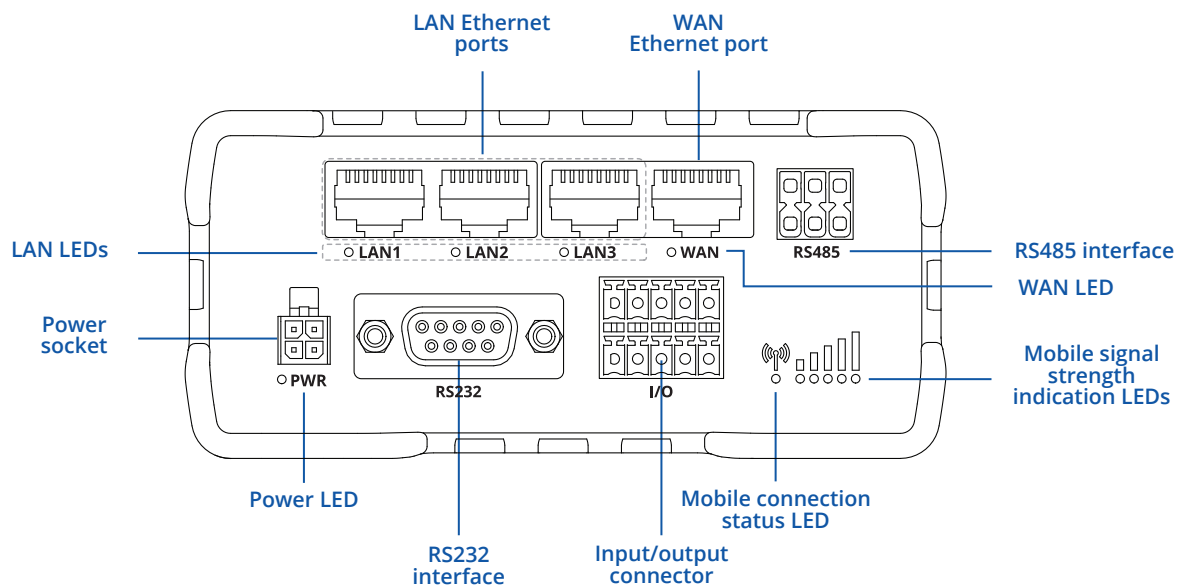 LAN Ethernet
ports
WAN
Ethernet port
LAN LEDs
LAN1
LAN2
LAN3
WAN
RS485
RS485 interface
WAN LED
Power
socket
PWR
RS232
I/O
Mobile signal
strength
indication LEDs
Power LED
Mobile connection
status LED
RS232
interface
Input/output
connector